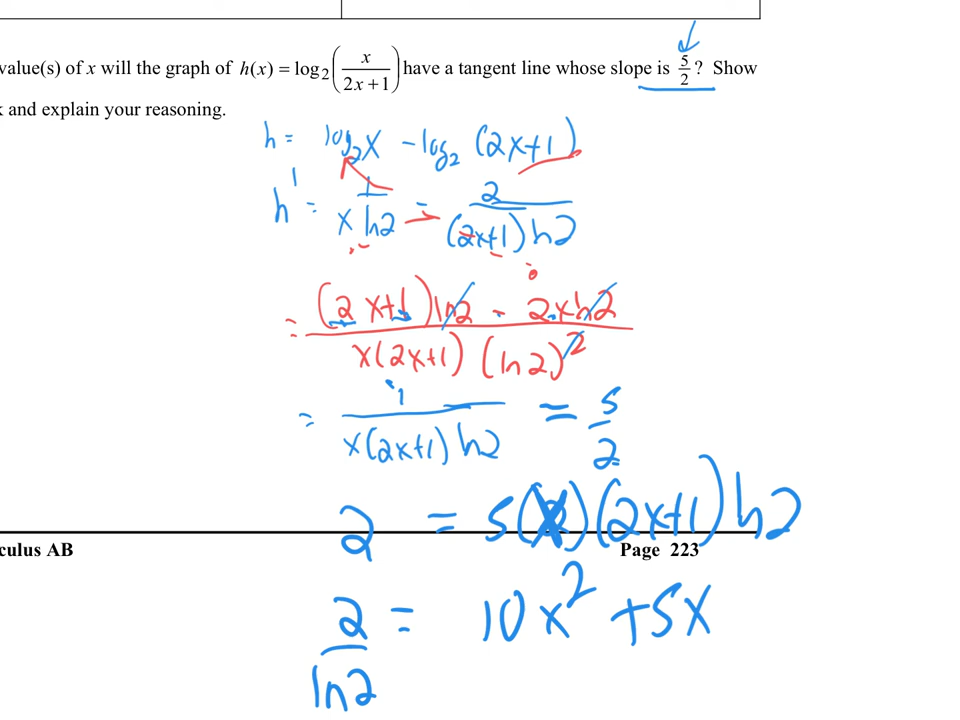 value(s) of x will the graph of h(x) = log₂(x/(2x+1)) have a tangent line whose slope is 5/2? Show
and explain your reasoning.
h = log₂x - log₂(2x+1)
h' = 1/(x ln2) - 2/((2x+1) ln2)
= ((2x+1) ln2 - 2x ln2)/(x(2x+1)(ln2)²)
= 1/(x(2x+1) ln2) = 5/2
2 = 5(x)(2x+1) ln2
culus AB Page 223
2/ln2 = 10x² + 5x